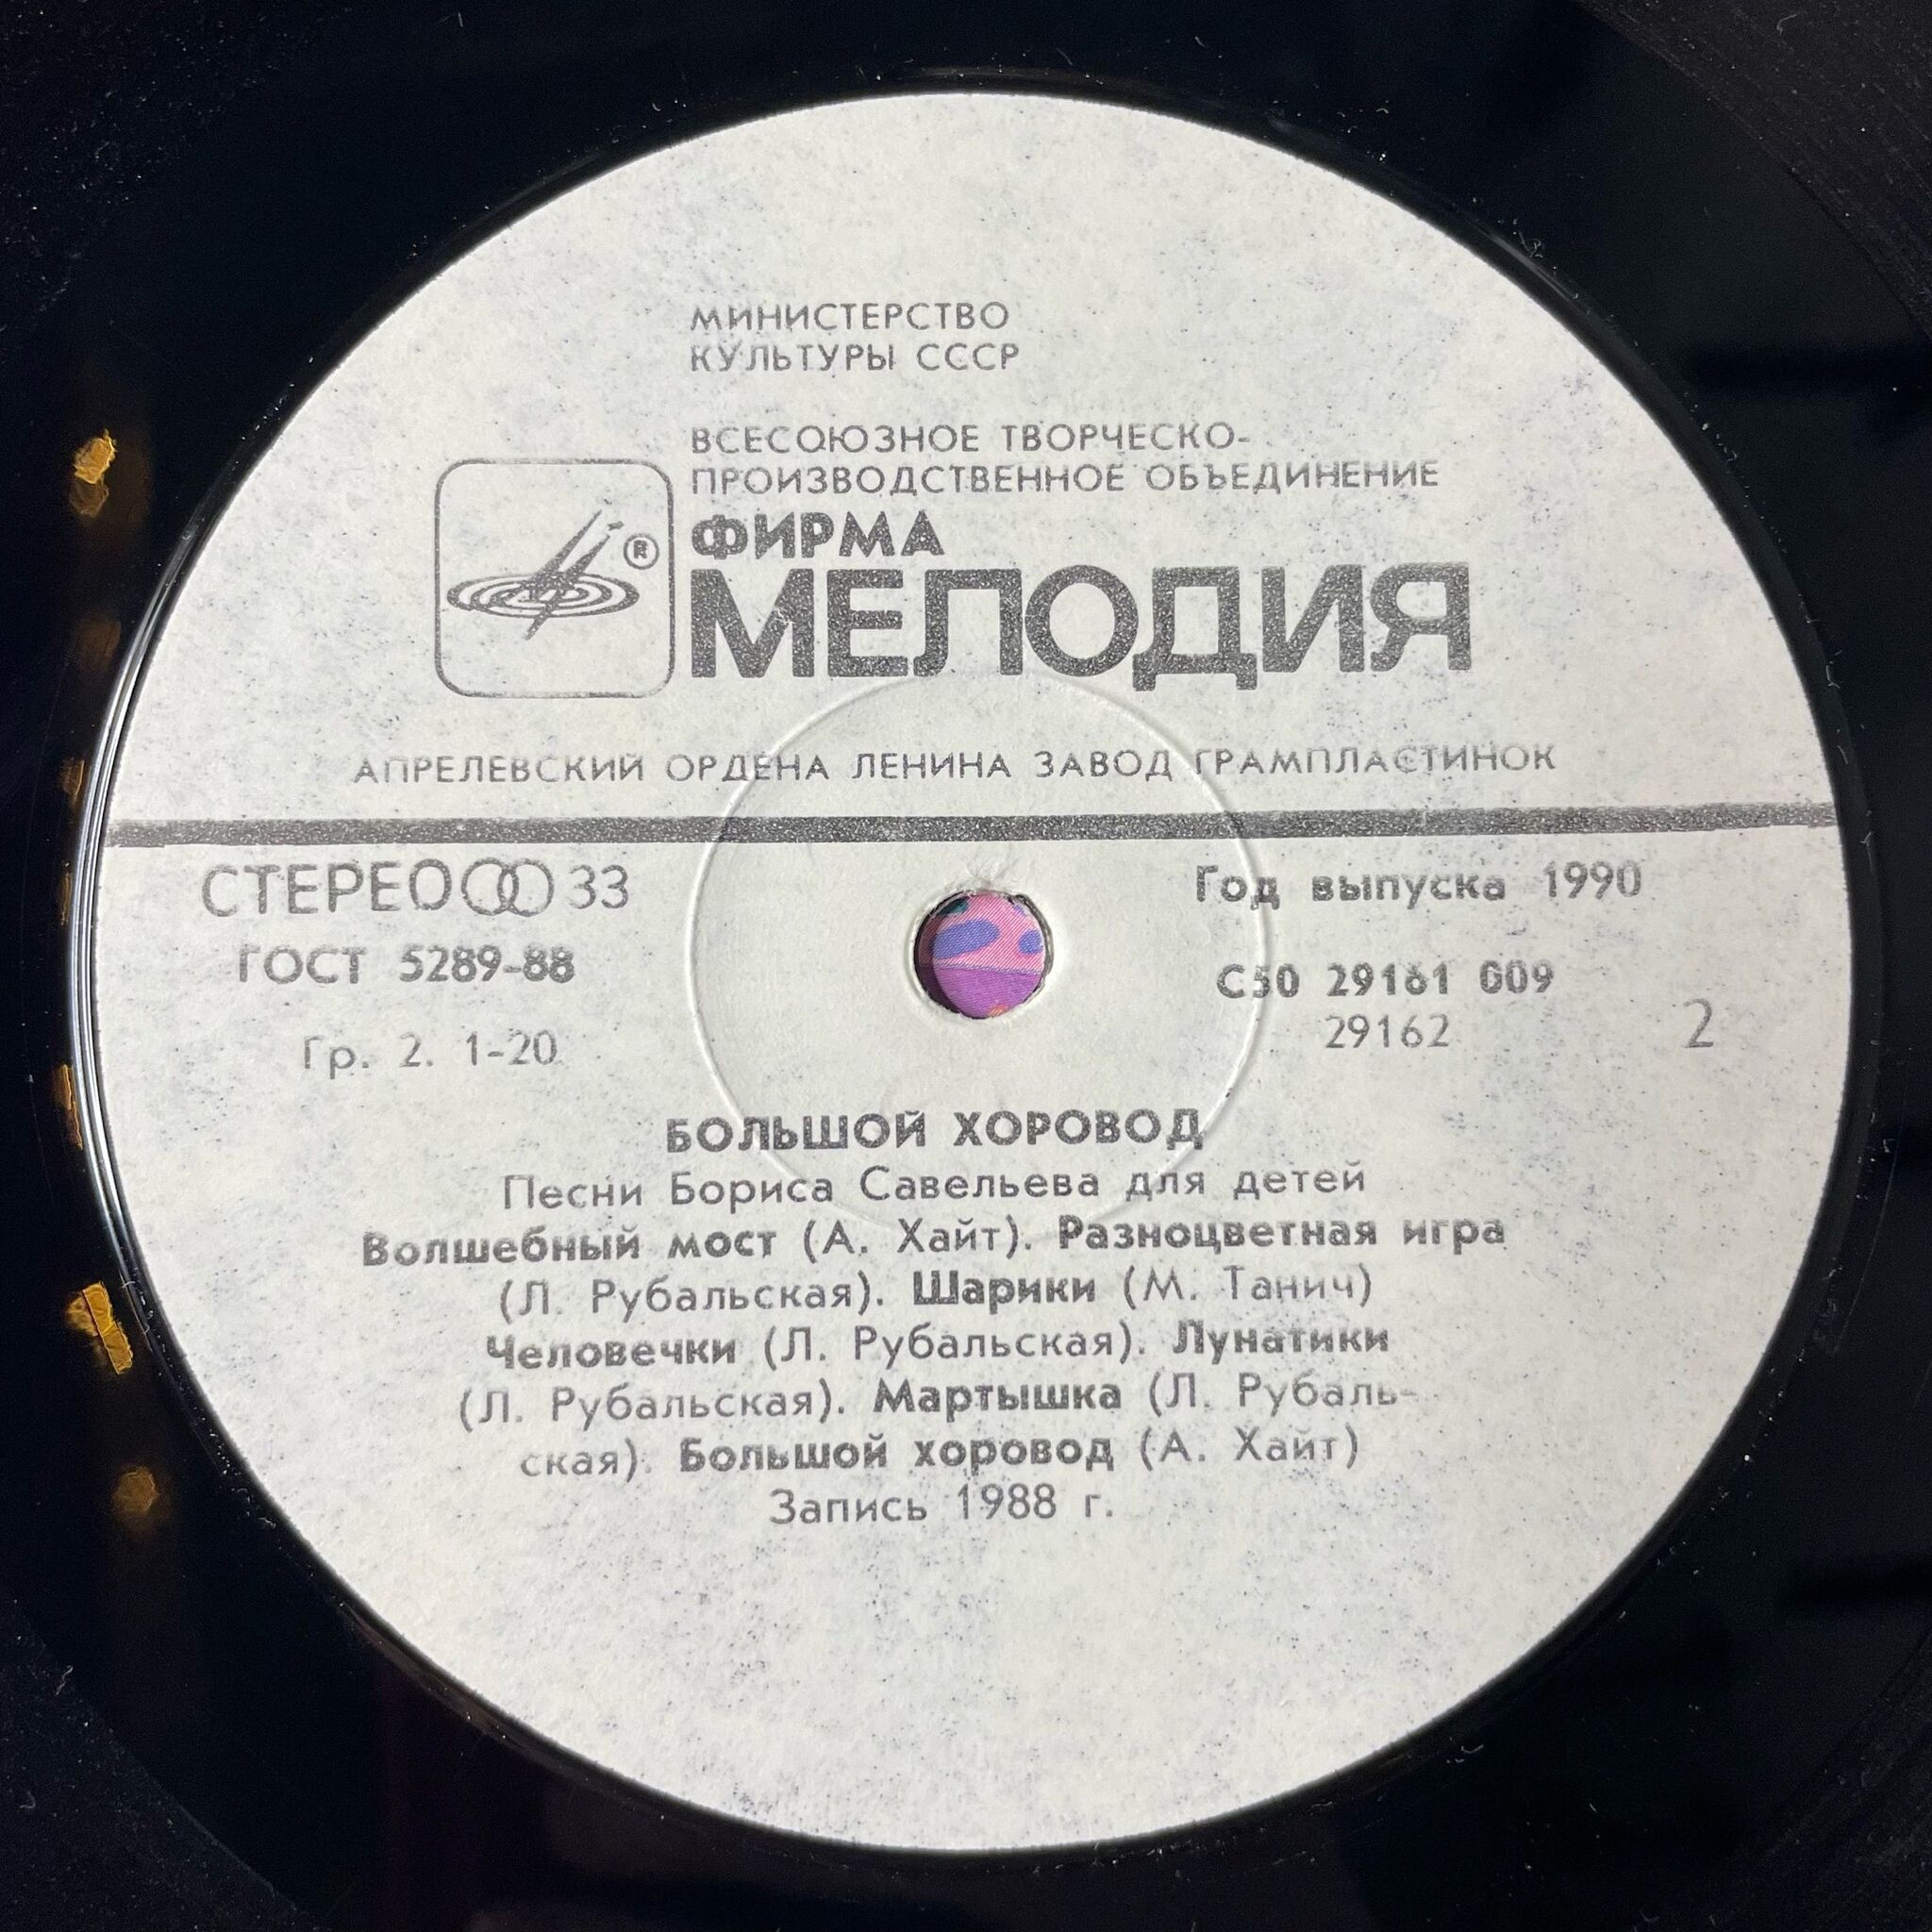 МИНИСТЕРСТВО
КУЛЬТУРЫ СССР
ВСЕСОЮЗНОЕ ТВОРЧЕСКО-
ПРОИЗВОДСТВЕННОЕ ОБЪЕДИНЕНИЕ
ФИРМА
®
МЕЛОДИЯ
АПРЕЛЕВСКИЙ ОРДЕНА ЛЕНИНА ЗАВОД ГРАМПЛАСТИНОК
СТЕРЕО 33
Год выпуска 1990
ГОСТ 5289-88
С50 29161 009
29162
2
Гр. 2. 1-20
БОЛЬШОЙ ХОРОВОД
Песни Бориса Савельева для детей
Волшебный мост (А. Хайт). Разноцветная игра
(Л. Рубальская). Шарики (М. Танич)
Человечки (Л. Рубальская). Лунатики
(Л. Рубальская). Мартышка (Л. Рубаль-
ская). Большой хоровод (А. Хайт)
Запись 1988 г.